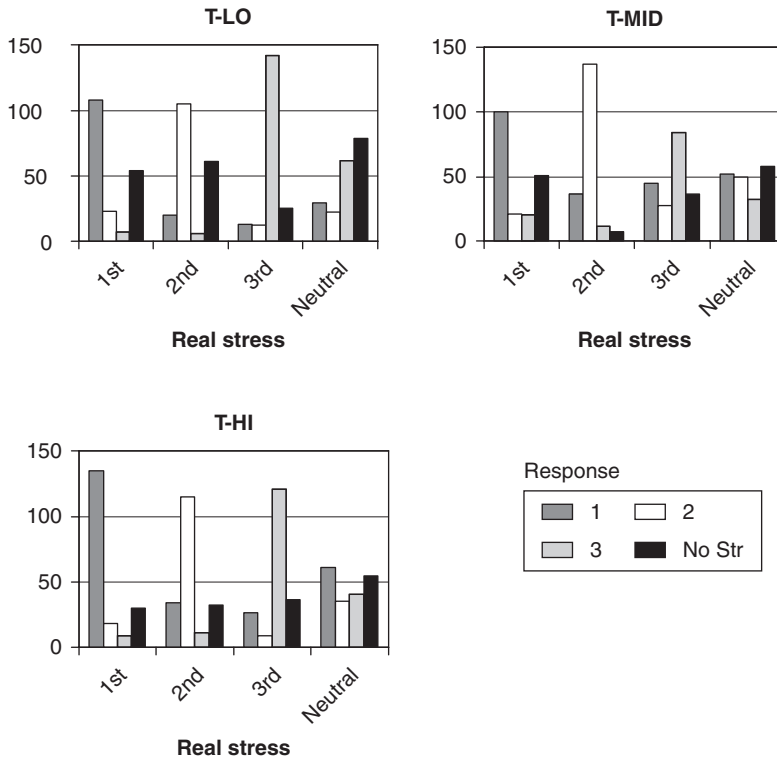 T-LO
150
100
50
0
1st
2nd
3rd
Neutral
Real stress
T-MID
150
100
50
0
1st
2nd
3rd
Neutral
Real stress
T-HI
150
100
50
0
1st
2nd
3rd
Neutral
Real stress
Response
1 2
3 No Str